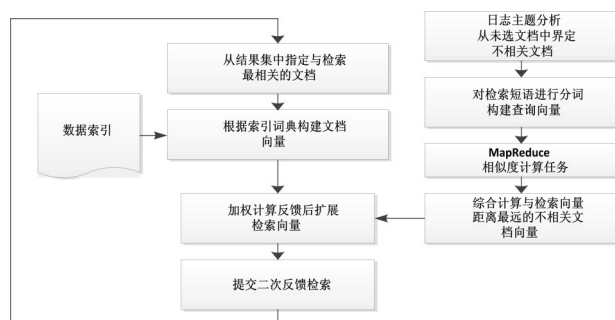 从结果集中指定与检索
最相关的文档
数据索引
根据索引词典构建文档
向量
加权计算反馈后扩展
检索向量
提交二次反馈检索
日志主题分析
从未选文档中界定
不相关文档
对检索短语进行分词
构建查询向量
MapReduce
相似度计算任务
综合计算与检索向量
距离最远的不相关文
档向量